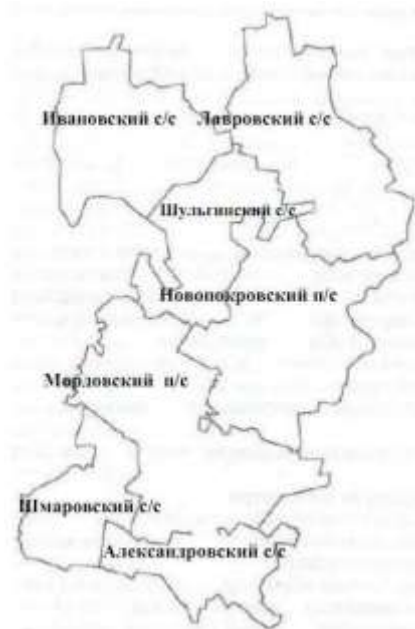 Ивановский с/с
Лавровский с/с
Шульгинский с/с
Новопокровский п/с
Мордовский п/с
Шмаровский с/с
Александровский с/с